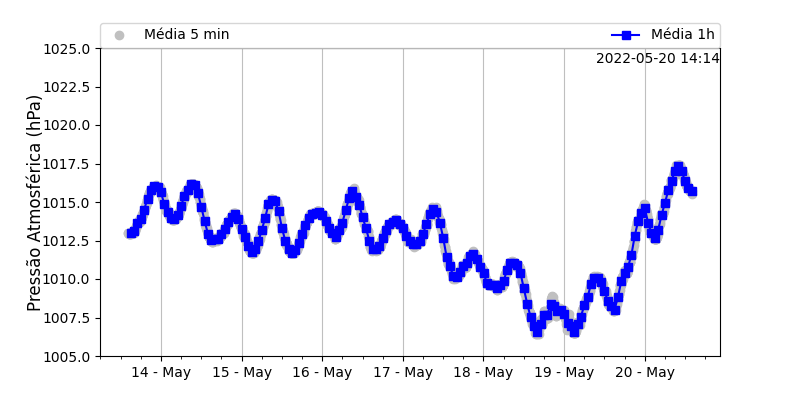 Média 5 min
Média 1h
2022-05-20 14:14
Pressão Atmosférica (hPa)
1025.0
1022.5
1020.0
1017.5
1015.0
1012.5
1010.0
1007.5
1005.0
14 - May
15 - May
16 - May
17 - May
18 - May
19 - May
20 - May